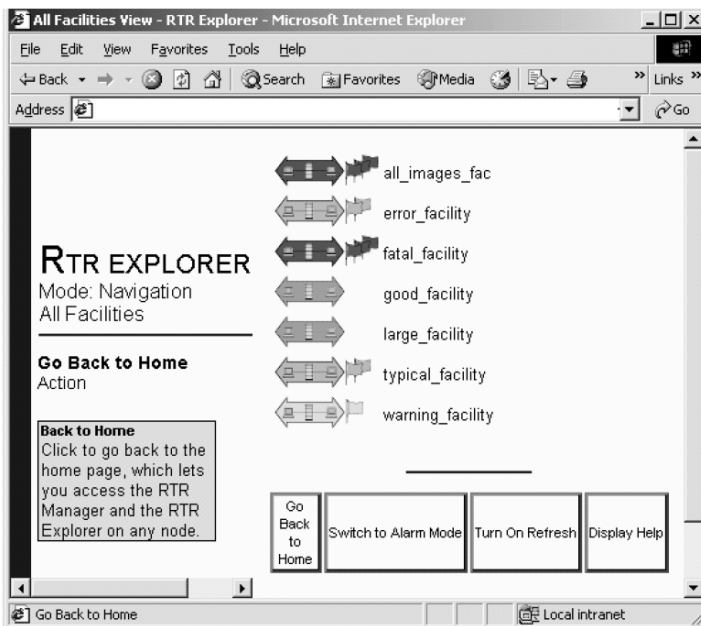 All Facilities View - RTR Explorer - Microsoft Internet Explorer
File Edit View Favorites Tools Help
Back Search Favorites Media » Links »
Address Go
all_images_fac
error_facility
fatal_facility
good_facility
large_facility
typical_facility
warning_facility
RTR EXPLORER
Mode: Navigation
All Facilities
Go Back to Home
Action
Back to Home
Click to go back to the
home page, which lets
you access the RTR
Manager and the RTR
Explorer on any node.
Go
Back
to
Home
Switch to Alarm Mode
Turn On Refresh
Display Help
Go Back to Home
Local intranet